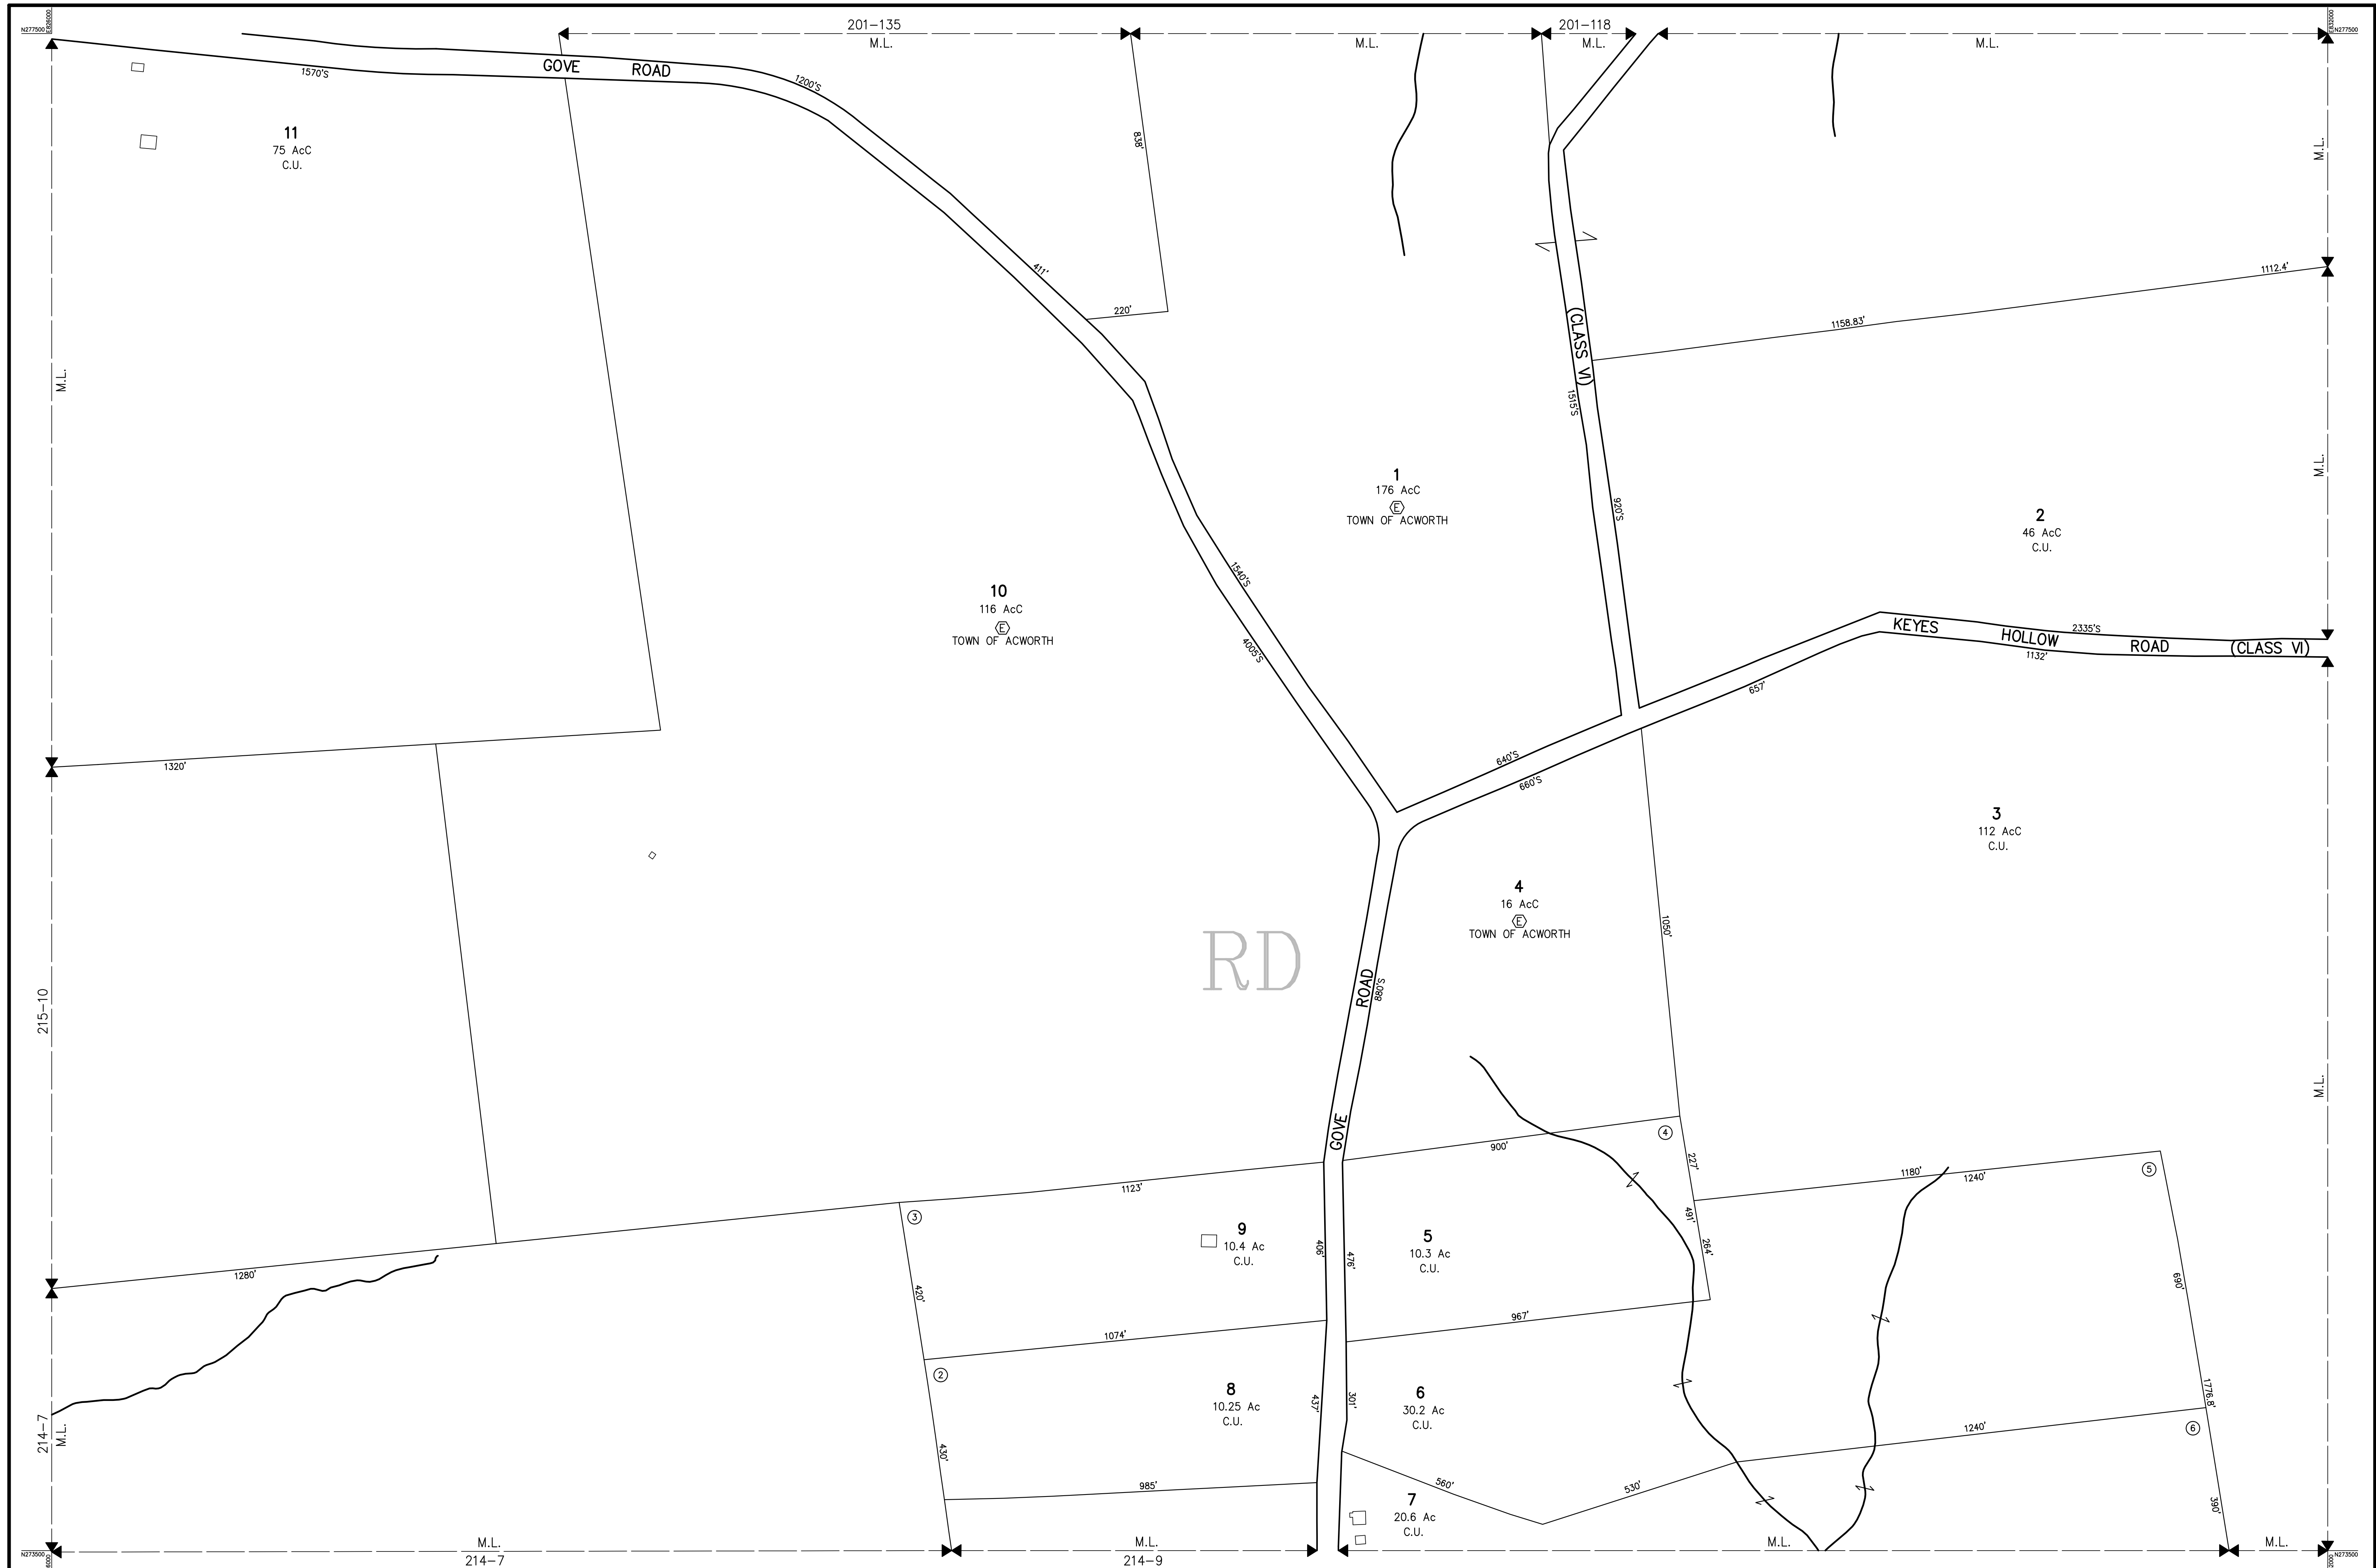 N277500
E826000
201-135
M.L.
M.L.
201-118
M.L.
M.L.
E832000
N277500
GOVE ROAD
1570'S
1200'S
11
75 AcC
C.U.
838'
M.L.
411'
220'
1112.4'
1158.83'
(CLASS VI)
1515'S
M.L.
M.L.
1
176 AcC
E
TOWN OF ACWORTH
920'S
2
46 AcC
C.U.
10
116 AcC
E
TOWN OF ACWORTH
1540'S
4005'S
KEYES HOLLOW ROAD (CLASS VI)
2335'S
1132'
657'
640'S
660'S
1320'
3
112 AcC
C.U.
4
16 AcC
E
TOWN OF ACWORTH
1050'
RD
GOVE ROAD
880'S
215-10
M.L.
900'
4
227'
1180'
1240'
5
1123'
3
9
10.4 Ac
C.U.
406'
476'
5
10.3 Ac
C.U.
491'
264'
690'
1280'
420'
967'
1074'
2
8
10.25 Ac
C.U.
437'
301'
6
30.2 Ac
C.U.
1776.8'
1240'
6
214-7
M.L.
430'
985'
560'
530'
7
20.6 Ac
C.U.
390'
N273500
M.L.
214-7
M.L.
214-9
M.L.
M.L.
N273500